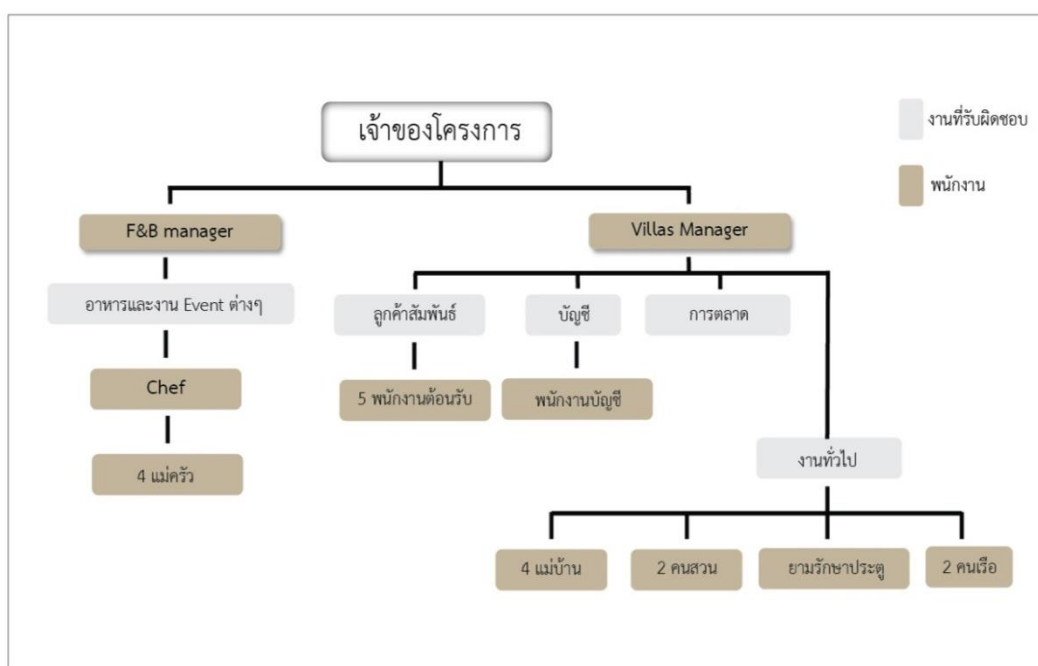 เจ้าของโครงการ
งานที่รับผิดชอบ
พนักงาน
F&B manager
Villas Manager
อาหารและงาน Event ต่างๆ
ลูกค้าสัมพันธ์
บัญชี
การตลาด
Chef
5 พนักงานต้อนรับ
พนักงานบัญชี
4 แม่ครัว
งานทั่วไป
4 แม่บ้าน
2 คนสวน
ยามรักษาประตู
2 คนเรือ